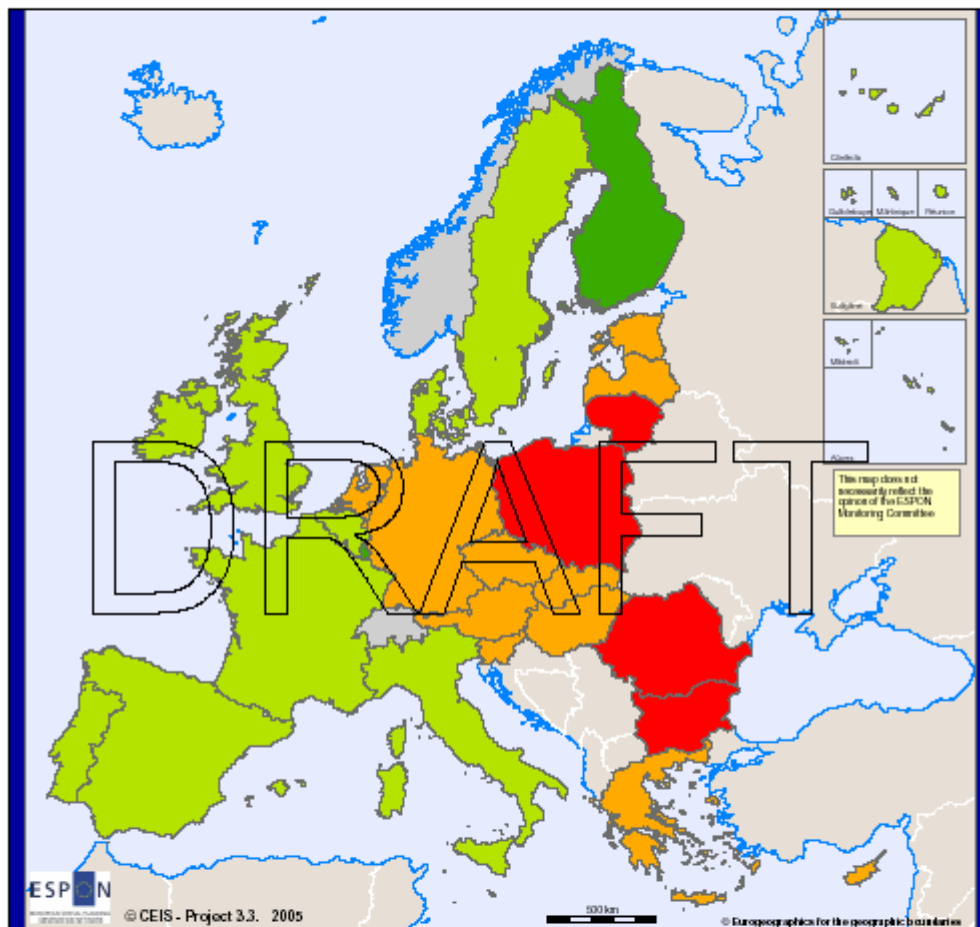 Guadeloupe
Martinique
Réunion
Guyane
Madeira
This map does not
necessarily reflect the
opinion of the ESPON
Monitoring Committee
Açores
DRAFT
ESPON
© CEIS - Project 3.3. 2005
500 km
© Eurogeographics for the geographic boundaries